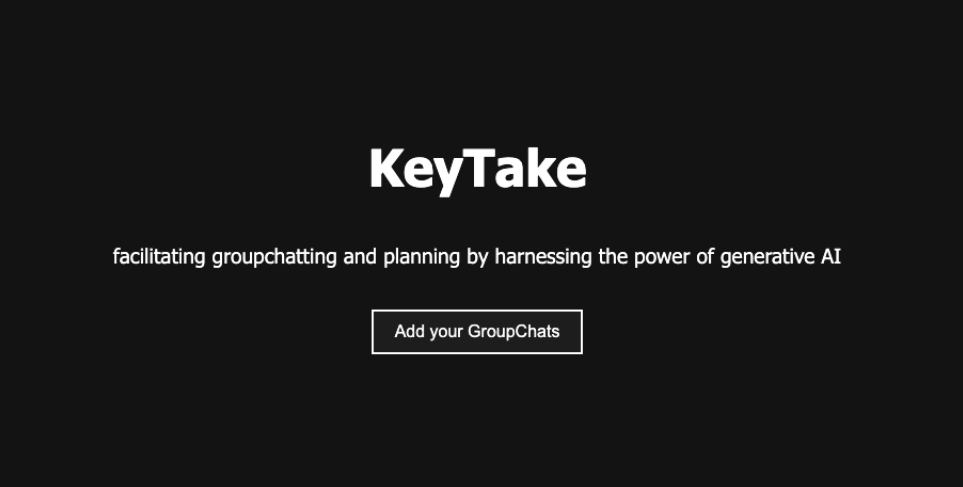 KeyTake
facilitating groupchatting and planning by harnessing the power of generative AI
Add your GroupChats